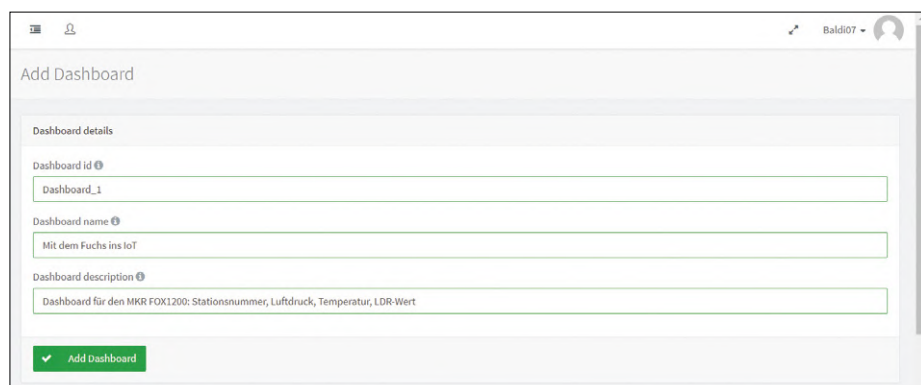 Baldi07
Add Dashboard
Dashboard details
Dashboard id
Dashboard_1
Dashboard name
Mit dem Fuchs ins IoT
Dashboard description
Dashboard für den MKR FOX1200: Stationsnummer, Luftdruck, Temperatur, LDR-Wert
Add Dashboard